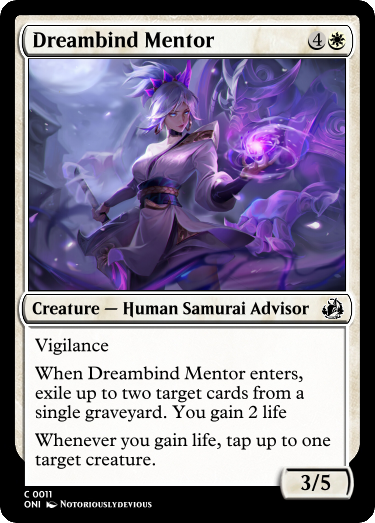 Dreambind Mentor 4
Creature — Human Samurai Advisor
Vigilance
When Dreambind Mentor enters,
exile up to two target cards from a
single graveyard. You gain 2 life
Whenever you gain life, tap up to one
target creature.
3/5
C 0011
ONI NOTORIOUSLYDEVIOUS